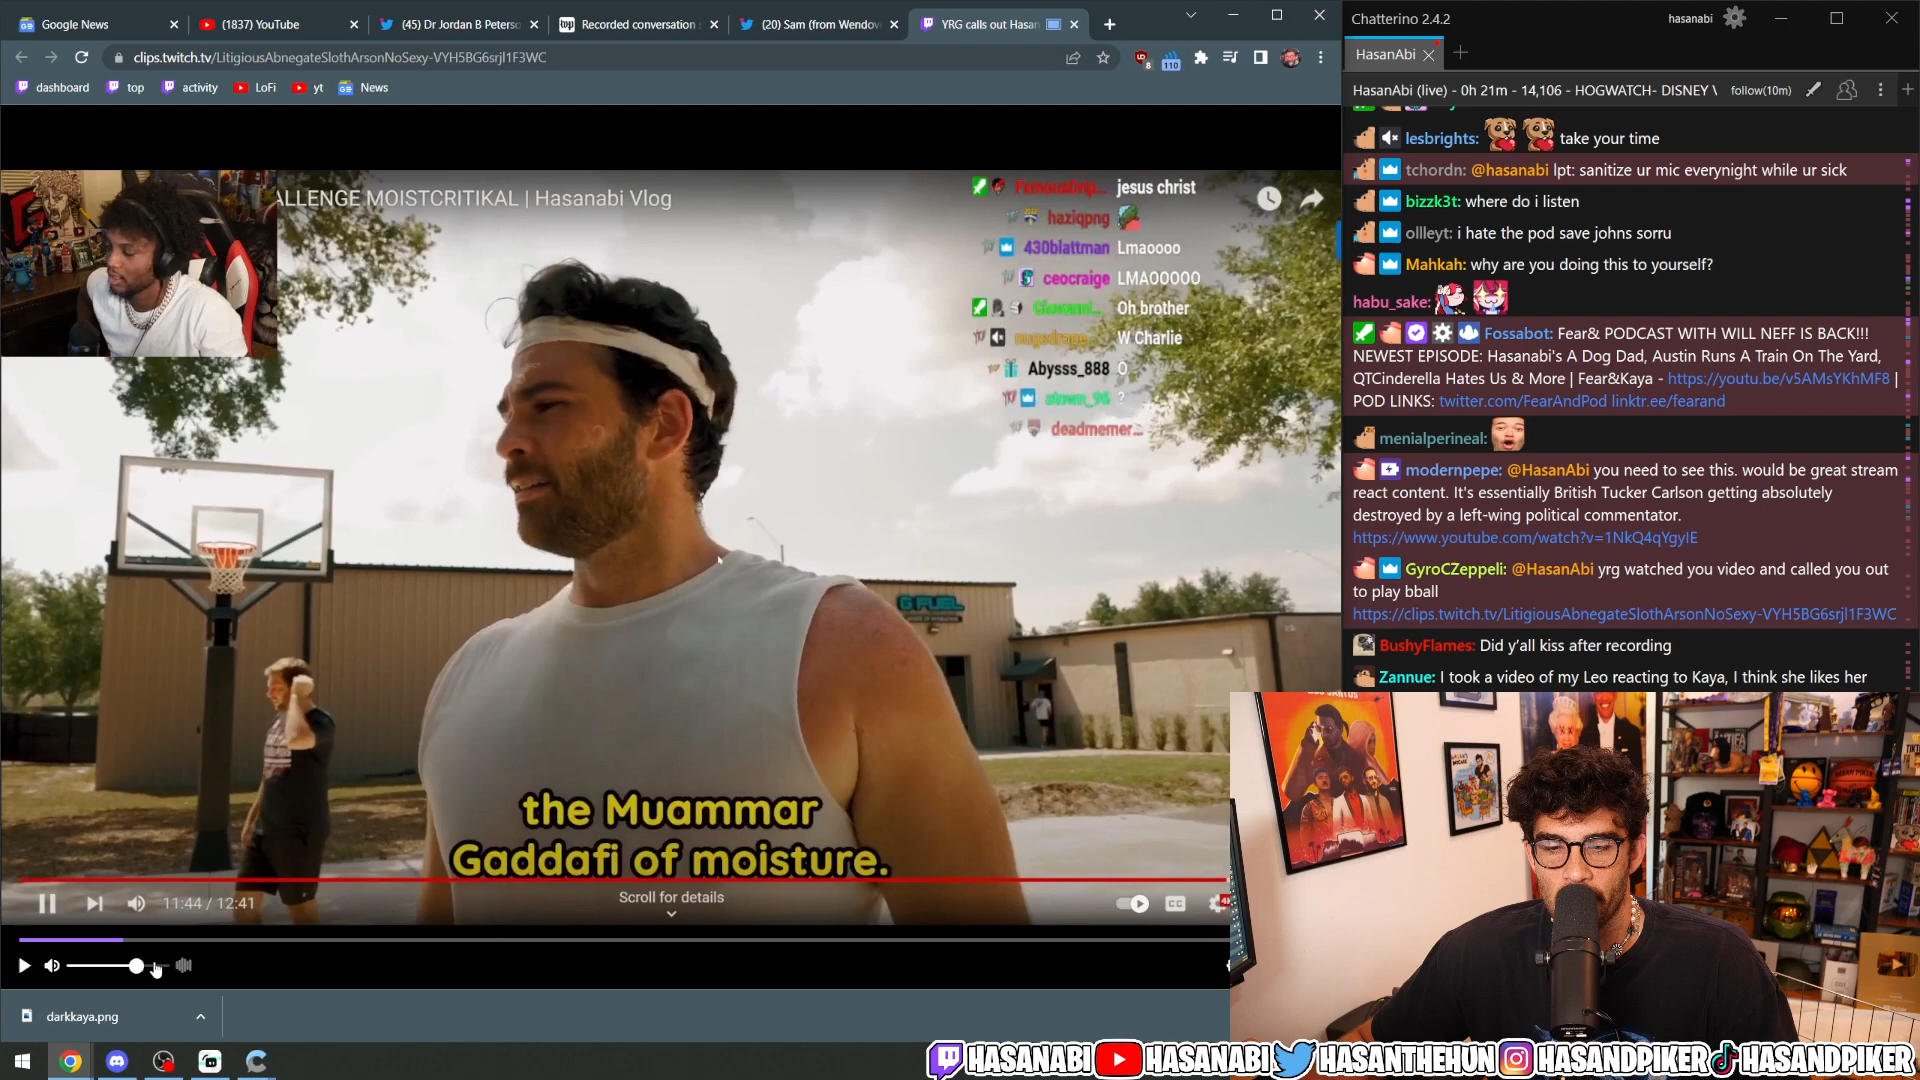 Google News
(1837) YouTube
(45) Dr Jordan B Peterso
Recorded conversation
(20) Sam (from Wendov
YRG calls out Hasan
clips.twitch.tv/LitigiousAbnegateSlothArsonNoSexy-VYH5BG6srjl1F3WC
8
110
dashboard
top
activity
LoFi
yt
News
ALLENGE MOISTCRITIKAL | Hasanabi Vlog
jesus christ
haziqpng
430blattman Lmaoooo
ceocraige LMAOOOOO
Giovanni... Oh brother
W Charlie
Abysss_888 O
?
deadmemer...
G FUEL
the Muammar
Gaddafi of moisture.
11:44 / 12:41
Scroll for details
CC
darkkaya.png
Chatterino 2.4.2
hasanabi
HasanAbi
HasanAbi (live) - 0h 21m - 14,106 - HOGWATCH- DISNEY \
follow(10m)
lesbrights: take your time
tchordn: @hasanabi lpt: sanitize ur mic everynight while ur sick
bizzk3t: where do i listen
ollleyt: i hate the pod save johns sorru
Mahkah: why are you doing this to yourself?
habu_sake:
Fossabot: Fear& PODCAST WITH WILL NEFF IS BACK!!!
NEWEST EPISODE: Hasanabi's A Dog Dad, Austin Runs A Train On The Yard,
QTCinderella Hates Us & More | Fear&Kaya - https://youtu.be/v5AMsYKhMF8 |
POD LINKS: twitter.com/FearAndPod linktr.ee/fearand
menialperineal:
modernpepe: @HasanAbi you need to see this. would be great stream
react content. It's essentially British Tucker Carlson getting absolutely
destroyed by a left-wing political commentator.
https://www.youtube.com/watch?v=1NkQ4qYgyIE
GyroCZeppeli: @HasanAbi yrg watched you video and called you out
to play bball
https://clips.twitch.tv/LitigiousAbnegateSlothArsonNoSexy-VYH5BG6srjl1F3WC
BushyFlames: Did y'all kiss after recording
Zannue: I took a video of my Leo reacting to Kaya, I think she likes her
HASANABI HASANABI HASANTHEHUN HASANDPIKER HASANDPIKER